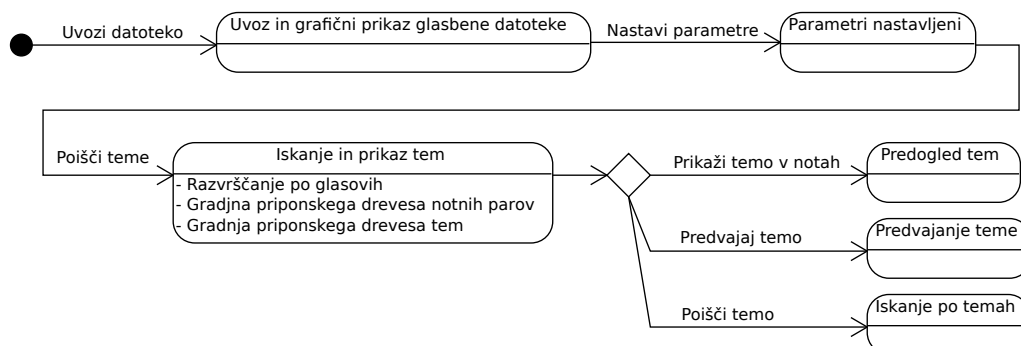 Uvozi datoteko
Uvoz in grafični prikaz glasbene datoteke
Nastavi parametre
Parametri nastavljeni
Poišči teme
Iskanje in prikaz tem
- Razvrščanje po glasovih
- Gradjna priponskega drevesa notnih parov
- Gradnja priponskega drevesa tem
Prikaži temo v notah
Predogled tem
Predvajaj temo
Predvajanje teme
Poišči temo
Iskanje po temah